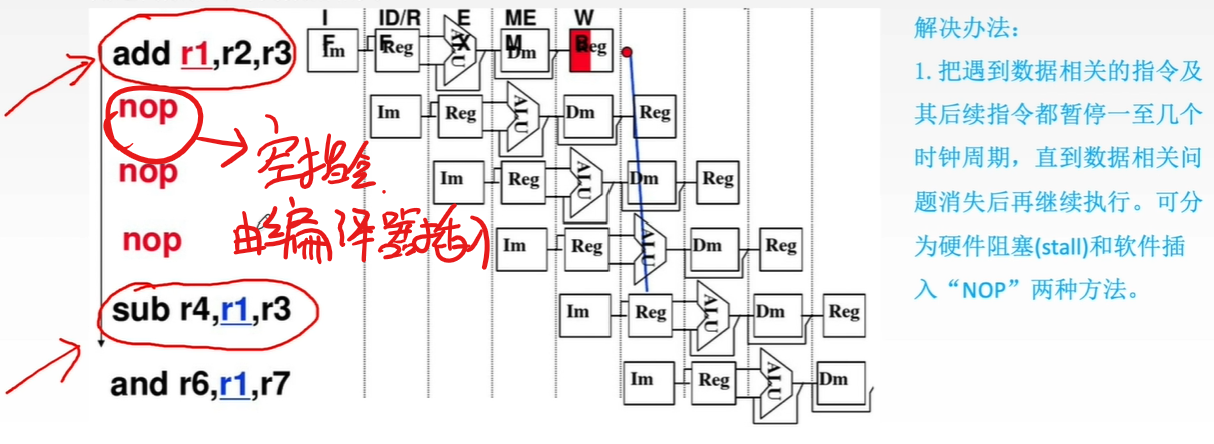 IF ID/RF EX MEM WB
add r1,r2,r3 Im Reg ALU Dm Reg
nop Im Reg ALU Dm Reg
空指令
nop Im Reg ALU Dm Reg
由编译器插入
nop Im Reg ALU Dm Reg
sub r4,r1,r3 Im Reg ALU Dm Reg
and r6,r1,r7 Im Reg ALU Dm
解决办法：
1. 把遇到数据相关的指令及
其后续指令都暂停一至几个
时钟周期，直到数据相关问
题消失后再继续执行。可分
为硬件阻塞(stall)和软件插
入“NOP”两种方法。